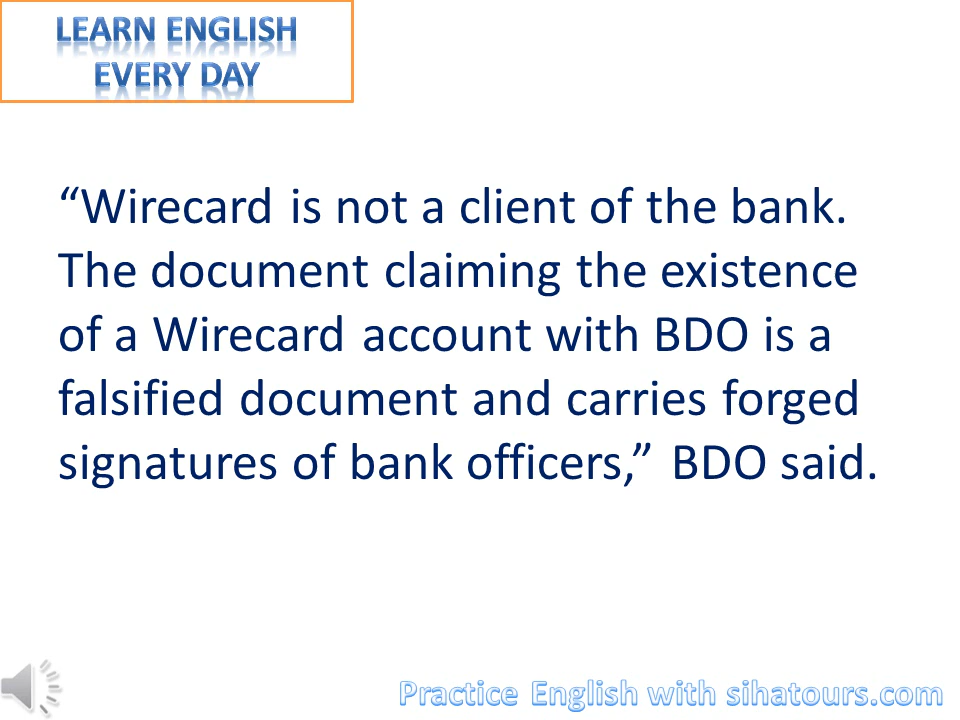 LEARN ENGLISH
EVERY DAY
“Wirecard is not a client of the bank.
The document claiming the existence
of a Wirecard account with BDO is a
falsified document and carries forged
signatures of bank officers,” BDO said.
Practice English with sihatours.com